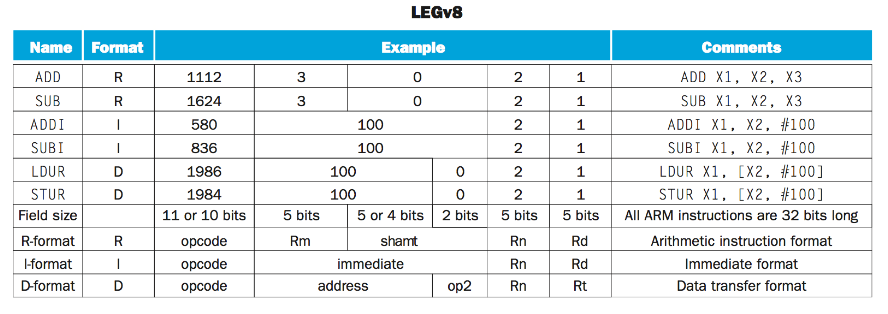 LEGv8
Name Format Example Comments
ADD R 1112 3 0 2 1 ADD X1, X2, X3
SUB R 1624 3 0 2 1 SUB X1, X2, X3
ADDI I 580 100 2 1 ADDI X1, X2, #100
SUBI I 836 100 2 1 SUBI X1, X2, #100
LDUR D 1986 100 0 2 1 LDUR X1, [X2, #100]
STUR D 1984 100 0 2 1 STUR X1, [X2, #100]
Field size 11 or 10 bits 5 bits 5 or 4 bits 2 bits 5 bits 5 bits All ARM instructions are 32 bits long
R-format R opcode Rm shamt Rn Rd Arithmetic instruction format
I-format I opcode immediate Rn Rd Immediate format
D-format D opcode address op2 Rn Rt Data transfer format